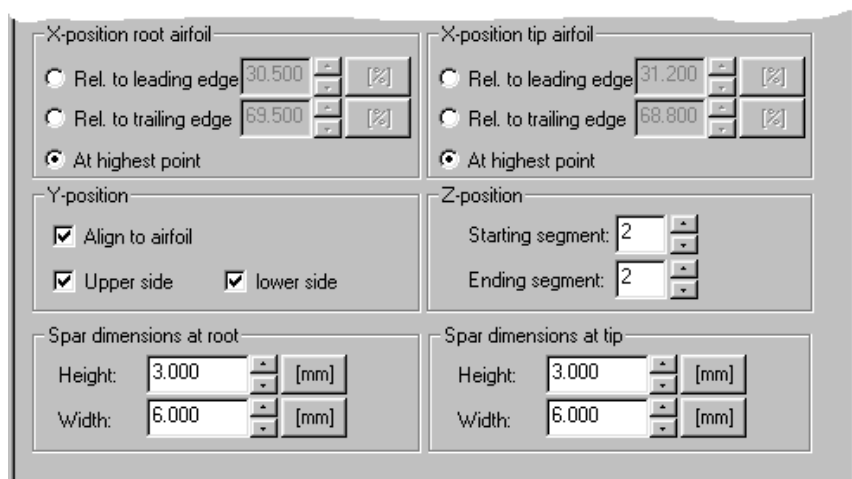 X-position root airfoil
Rel. to leading edge 30.500 [%]
Rel. to trailing edge 69.500 [%]
At highest point
X-position tip airfoil
Rel. to leading edge 31.200 [%]
Rel. to trailing edge 68.800 [%]
At highest point
Y-position
Align to airfoil
Upper side lower side
Z-position
Starting segment: 2
Ending segment: 2
Spar dimensions at root
Height: 3.000 [mm]
Width: 6.000 [mm]
Spar dimensions at tip
Height: 3.000 [mm]
Width: 6.000 [mm]